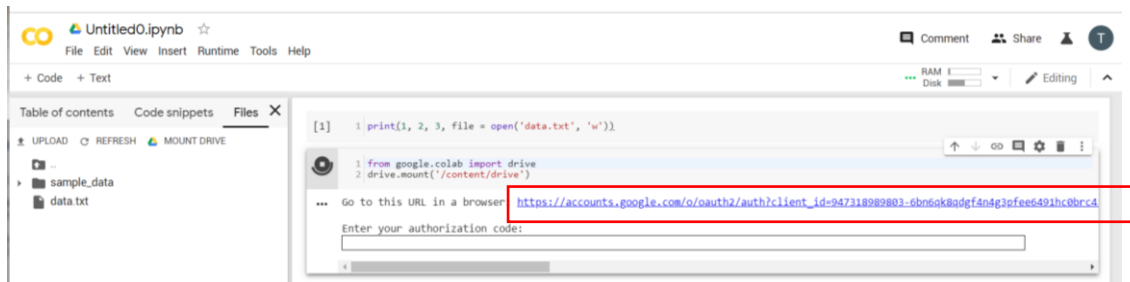 CO Untitled0.ipynb
File Edit View Insert Runtime Tools Help
Comment Share T
+ Code + Text
RAM
Disk
Editing
Table of contents Code snippets Files X
UPLOAD REFRESH MOUNT DRIVE
..
sample_data
data.txt
[1] 1 print(1, 2, 3, file = open('data.txt', 'w'))
1 from google.colab import drive
2 drive.mount('/content/drive')
... Go to this URL in a browser https://accounts.google.com/o/oauth2/auth?client_id=947318989803-6bn6qk8qdgf4n4g3pfee6491hc0brc4
Enter your authorization code: